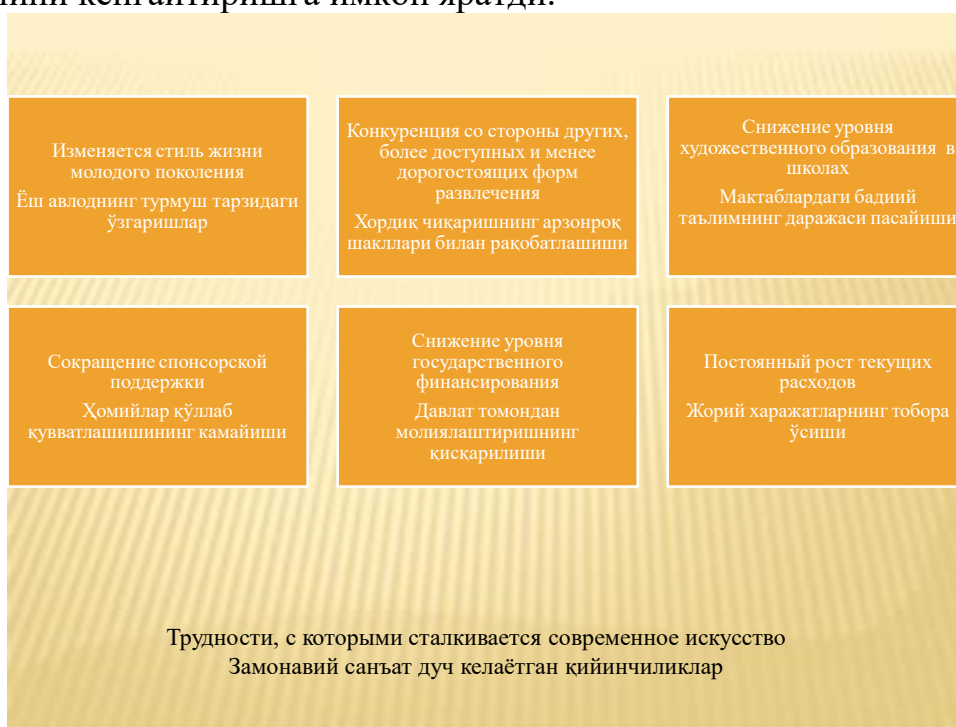 кенгайтиришга имкон яратди.
Изменяется стиль жизни
молодого поколения
Ёш авлоднинг турмуш тарзидаги
ўзгаришлар
Конкуренция со стороны других,
более доступных и менее
дорогостоящих форм
развлечения
Хордиқ чиқаришнинг арзонроқ
шакллари билан рақобатлашиши
Снижение уровня
художественного образования в
школах
Мактаблардаги бадиий
таълимнинг даражаси пасайиши
Сокращение спонсорской
поддержки
Ҳомийлар қўллаб
қувватлашишининг камайиши
Снижение уровня
государственного
финансирования
Давлат томондан
молиялаштиришнинг
қисқарилиши
Постоянный рост текущих
расходов
Жорий харажатларнинг тобора
ўсиши
Трудности, с которыми сталкивается современное искусство
Замонавий санъат дуч келаётган қийинчиликлар